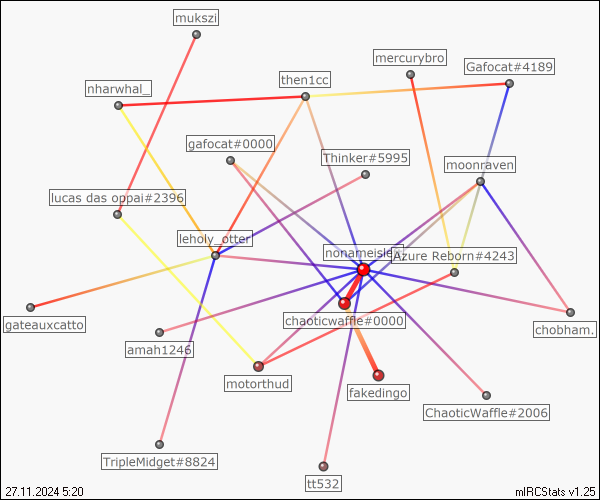 mukszi
mercurybro
Gafocat#4189
then1cc
nharwhal_
gafocat#0000
Thinker#5995
moonraven
lucas das oppai#2396
leholy_otter
Azure Reborn#4243
gateauxcatto
chaoticwaffle#0000
chobham.
amah1246
motorthud
fakedingo
ChaoticWaffle#2006
TripleMidget#8824
tt532
27.11.2024 5:20
mIRCStats v1.25